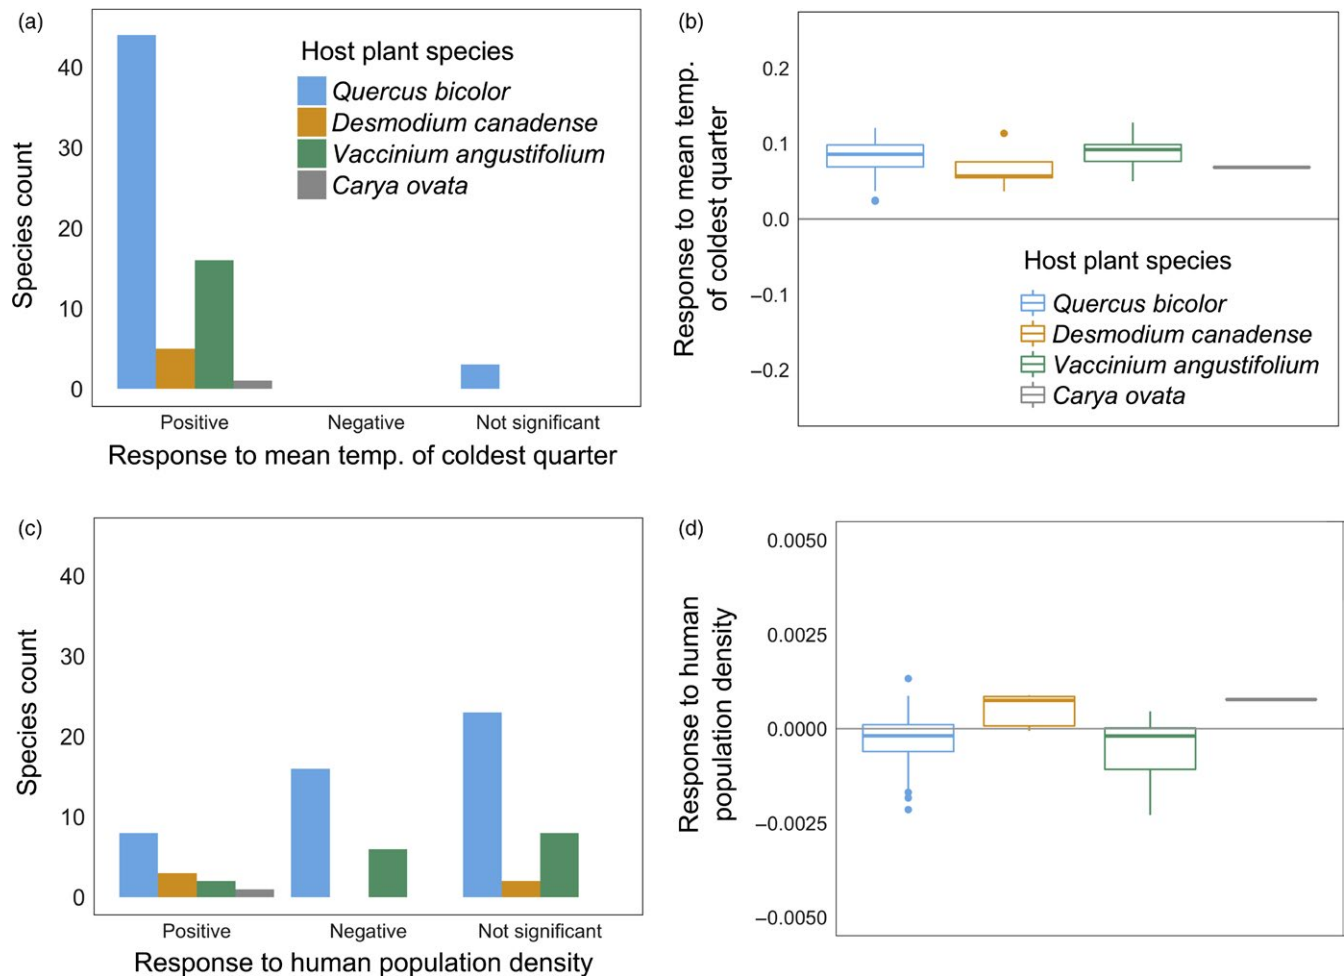 (a)
Species count
40
30
20
10
0
Host plant species
Quercus bicolor
Desmodium canadense
Vaccinium angustifolium
Carya ovata
Positive
Negative
Not significant
Response to mean temp. of coldest quarter
(b)
Response to mean temp.
of coldest quarter
0.2
0.1
0.0
−0.1
−0.2
Host plant species
Quercus bicolor
Desmodium canadense
Vaccinium angustifolium
Carya ovata
(c)
Species count
40
30
20
10
0
Positive
Negative
Not significant
Response to human population density
(d)
Response to human
population density
0.0050
0.0025
0.0000
−0.0025
−0.0050